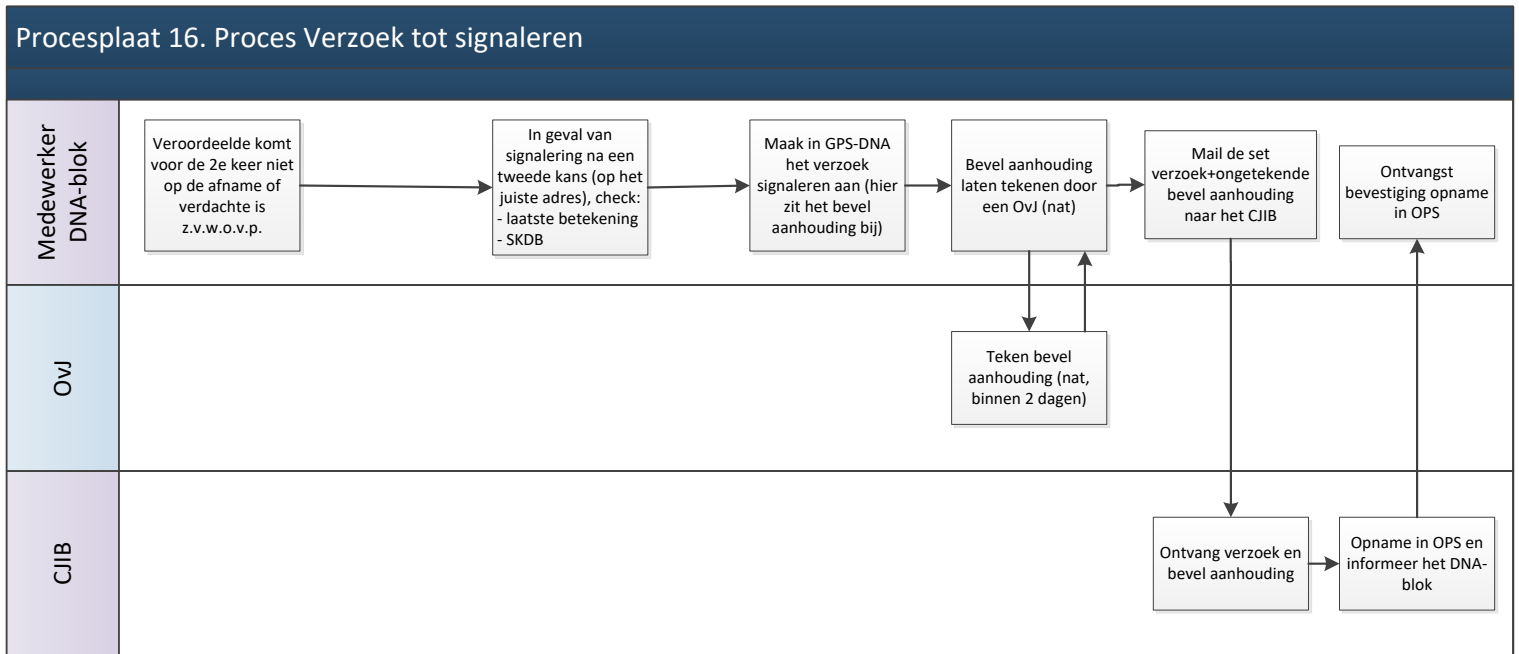 Procesplaat 16. Proces Verzoek tot signaleren
Medewerker
DNA-blok
Veroordeelde komt
voor de 2e keer niet
op de afname of
verdachte is
z.v.w.o.v.p.
In geval van
signalering na een
tweede kans (op het
juiste adres), check:
- laatste betekening
- SKDB
Maak in GPS-DNA
het verzoek
signaleren aan (hier
zit het bevel
aanhouding bij)
Bevel aanhouding
laten tekenen door
een OvJ (nat)
Mail de set
verzoek+ongetekende
bevel aanhouding
naar het CJIB
Ontvangst
bevestiging opname
in OPS
OvJ
Teken bevel
aanhouding (nat,
binnen 2 dagen)
CJIB
Ontvang verzoek en
bevel aanhouding
Opname in OPS en
informeer het DNA-
blok